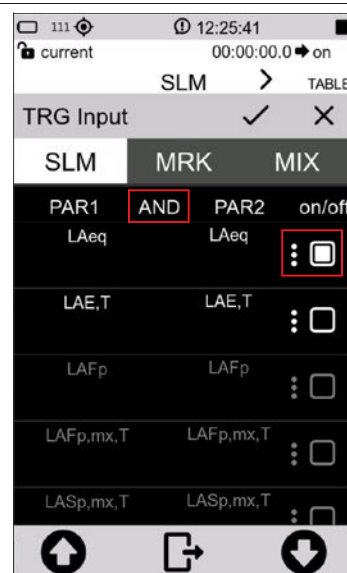 111 12:25:41
current 00:00:00.0 on
SLM > TABLE
TRG Input
SLM MRK MIX
PAR1 AND PAR2 on/off
LAeq LAeq
LAE,T LAE,T
LAFp LAFp
LAFp,mx,T LAFp,mx,T
LASp,mx,T LASp,mx,T